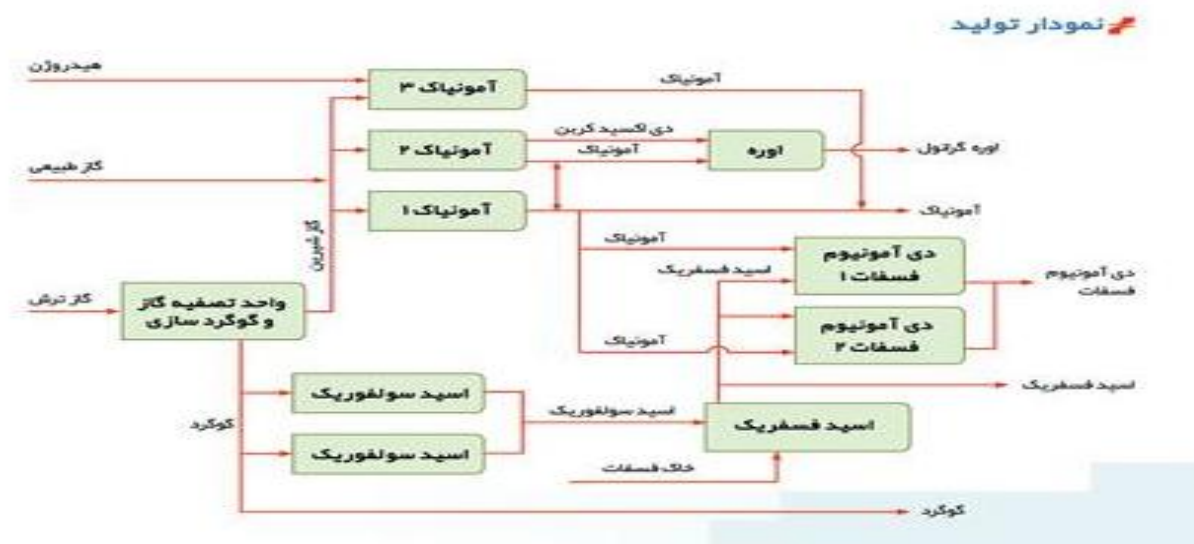 نمودار تولید
هیدروژن
آمونیاک ۳
آمونیاک
آمونیاک ۲
دی اکسید کربن
آمونیاک
اوره
اوره گرانول
گاز طبیعی
آمونیاک ۱
آمونیاک
گاز شیرین
آمونیاک
دی آمونیوم
فسفات ۱
اسید فسفریک
دی آمونیوم
فسفات
گاز ترش
واحد تصفیه گاز
و گوگرد سازی
دی آمونیوم
فسفات ۲
آمونیاک
اسید سولفوریک
اسید فسفریک
گوگرد
اسید سولفوریک
اسید فسفریک
اسید سولفوریک
خاک فسفات
گوگرد